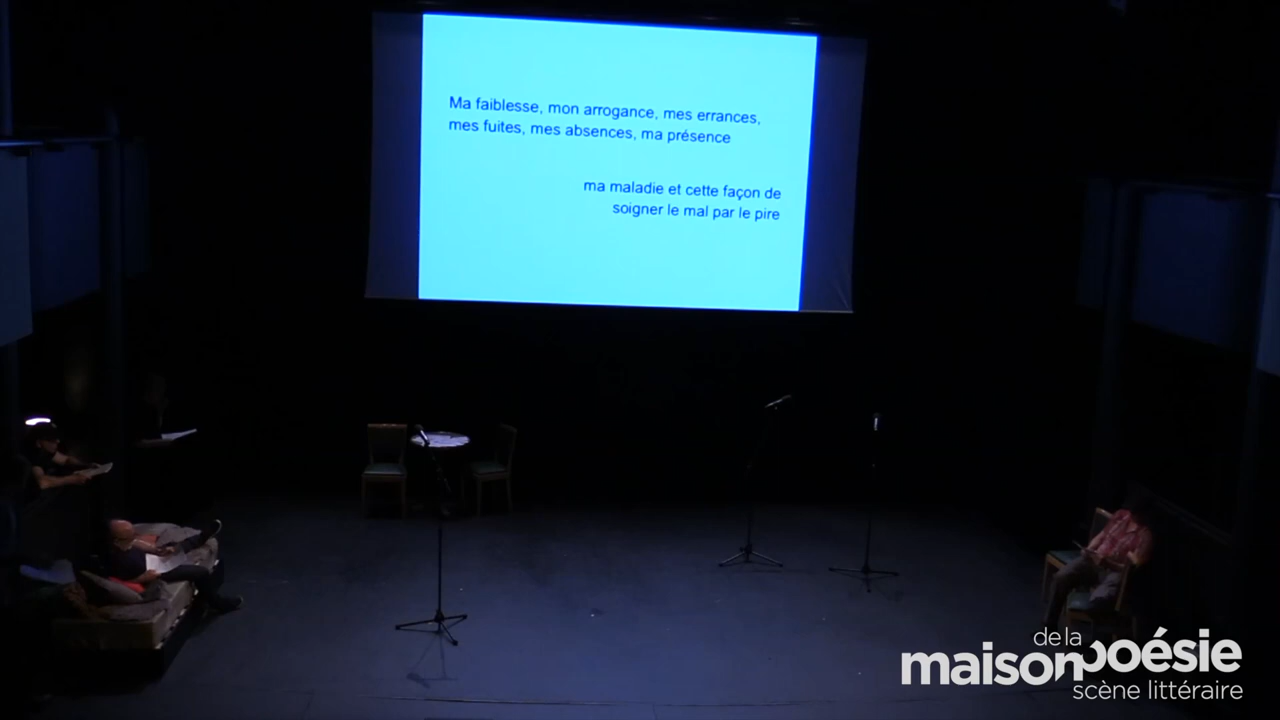 Ma faiblesse, mon arrogance, mes errances,
mes fuites, mes absences, ma présence
ma maladie et cette façon de
soigner le mal par le pire
de la
maison poésie
scène littéraire